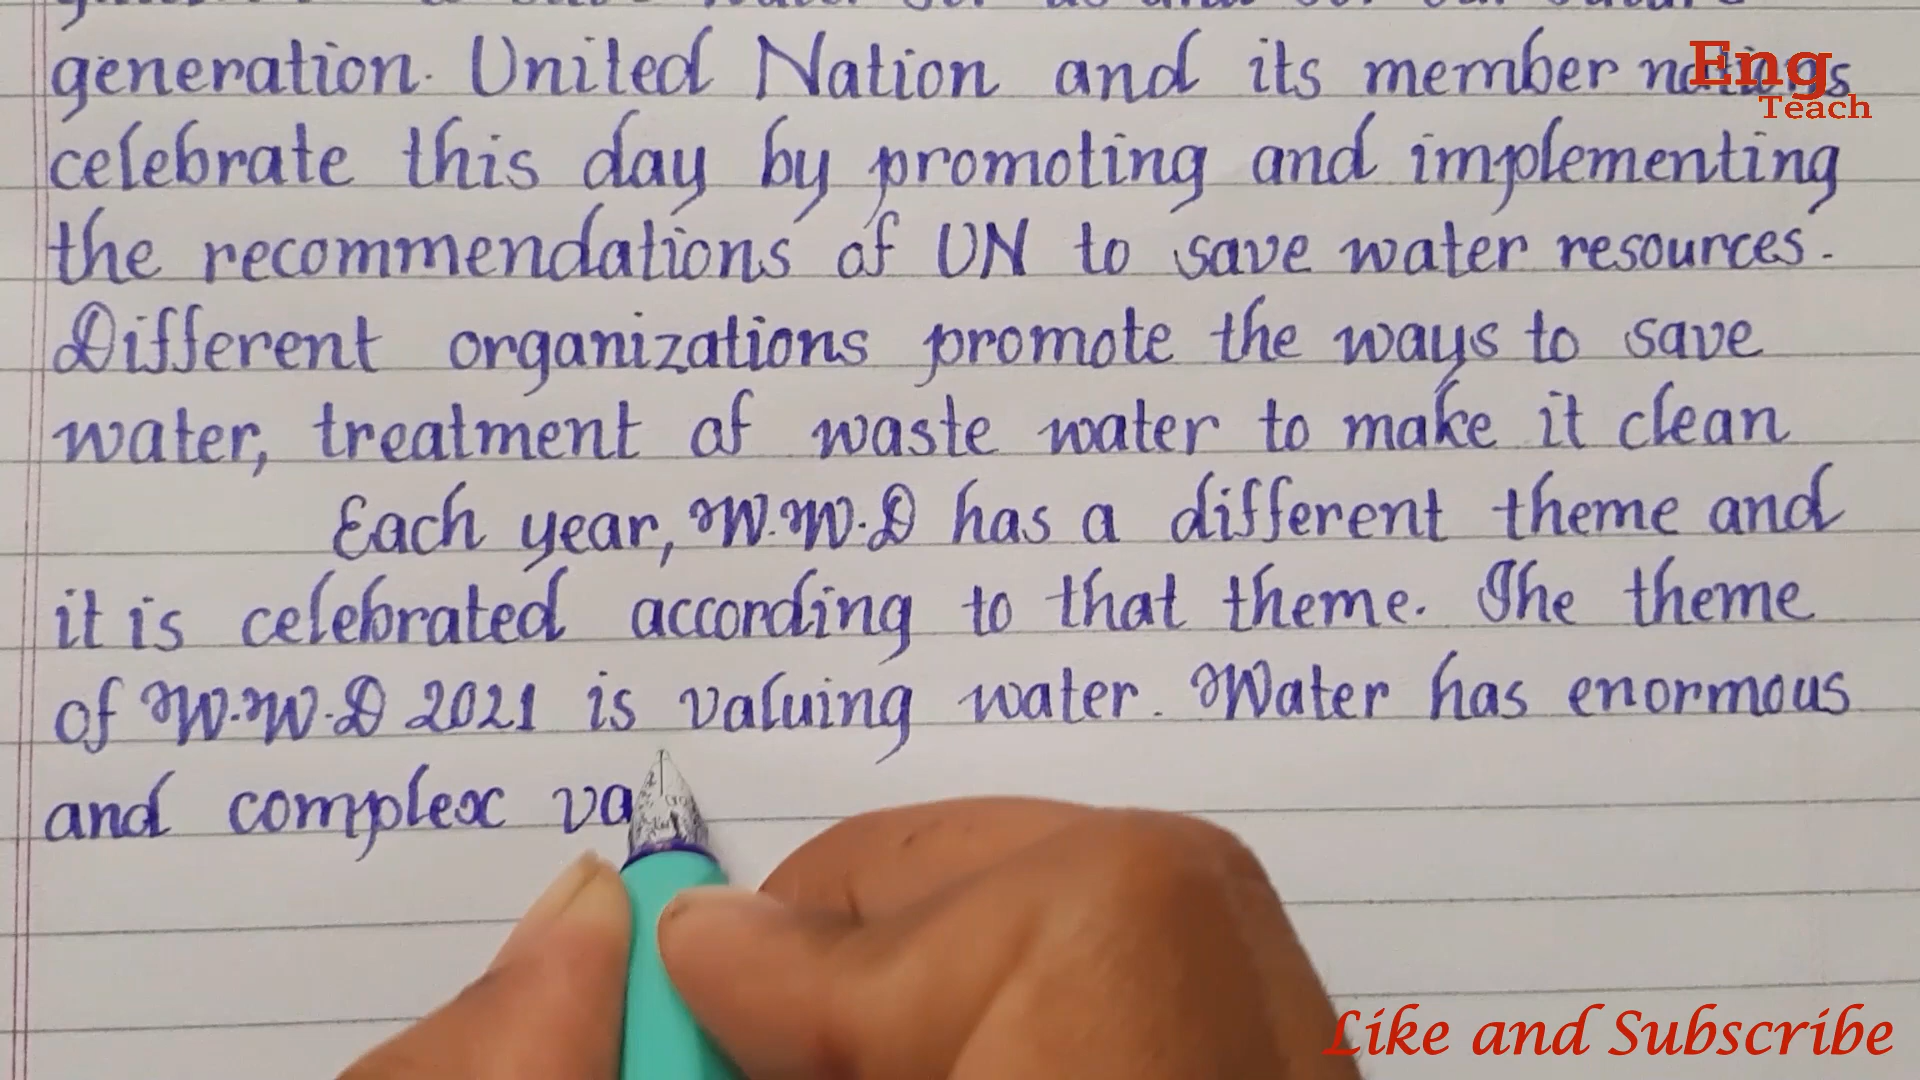 generation. United Nation and its member nations
Eng
Teach
celebrate this day by promoting and implementing
the recommendations of UN to save water resources.
Different organizations promote the ways to save
water, treatment of waste water to make it clean
Each year, W.W.D has a different theme and
it is celebrated according to that theme. The theme
of W.W.D 2021 is valuing water. Water has enormous
and complex va
Like and Subscribe